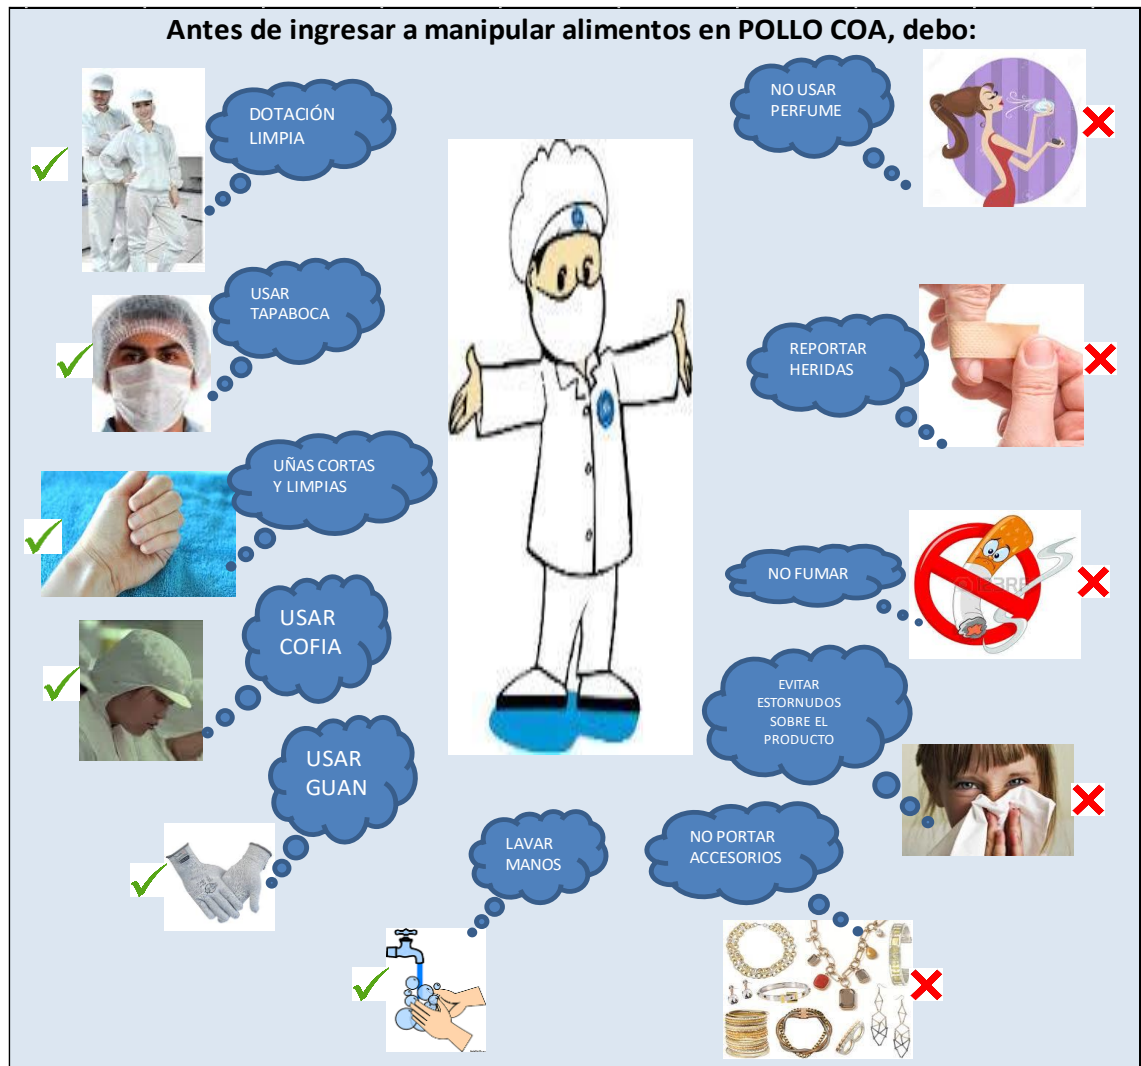 Antes de ingresar a manipular alimentos en POLLO COA, debo:
DOTACIÓN
LIMPIA
NO USAR
PERFUME
USAR
TAPABOCA
REPORTAR
HERIDAS
UÑAS CORTAS
Y LIMPIAS
NO FUMAR
USAR
COFIA
EVITAR
ESTORNUDOS
SOBRE EL
PRODUCTO
USAR
GUAN
LAVAR
MANOS
NO PORTAR
ACCESORIOS